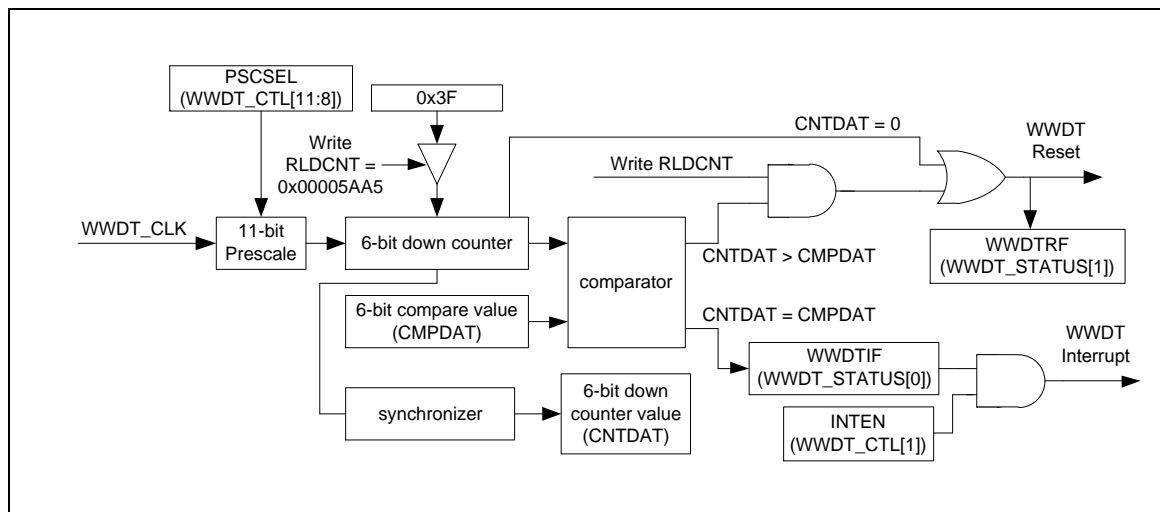 PSCSEL
(WWDT_CTL[11:8])
0x3F
Write
RLDCNT =
0x00005AA5
CNTDAT = 0
WWDT
Reset
Write RLDCNT
WWDT_CLK
11-bit
Prescale
6-bit down counter
comparator
CNTDAT > CMPDAT
WWDTRF
(WWDT_STATUS[1])
6-bit compare value
(CMPDAT)
CNTDAT = CMPDAT
WWDTIF
(WWDT_STATUS[0])
WWDT
Interrupt
synchronizer
6-bit down
counter value
(CNTDAT)
INTEN
(WWDT_CTL[1])